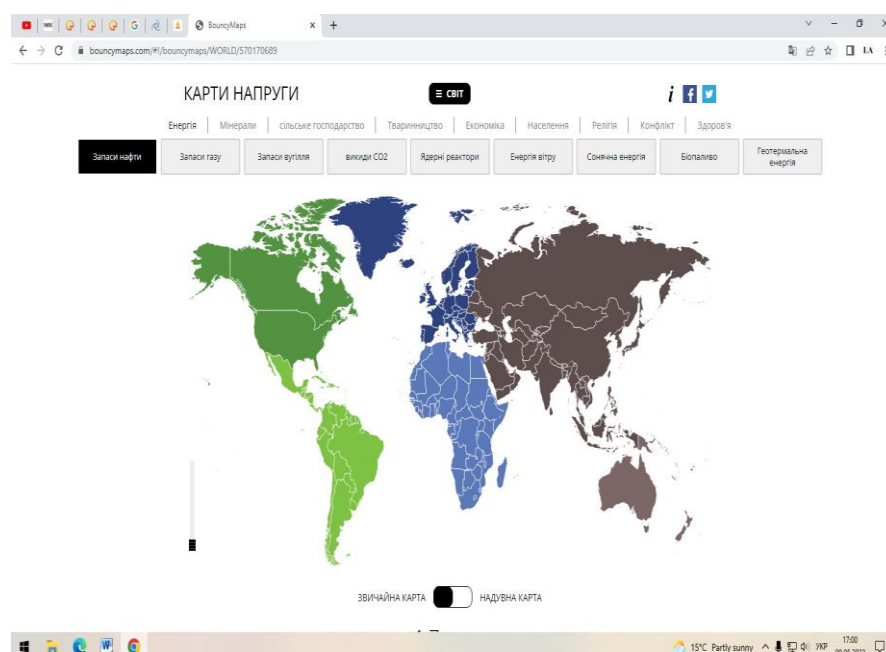 BouncyMaps
bouncymaps.com/#!/bouncymaps/WORLD/570170689
КАРТИ НАПРУГИ
≡ СВІТ
Енергія | Мінерали | сільське господарство | Тваринництво | Економіка | Населення | Релігія | Конфлікт | Здоров'я
Запаси нафти
Запаси газу
Запаси вугілля
викиди CO2
Ядерні реактори
Енергія вітру
Сонячна енергія
Біопаливо
Геотермальна
енергія
ЗВИЧАЙНА КАРТА
НАДУВНА КАРТА
15°C Partly sunny
УКР
17:00